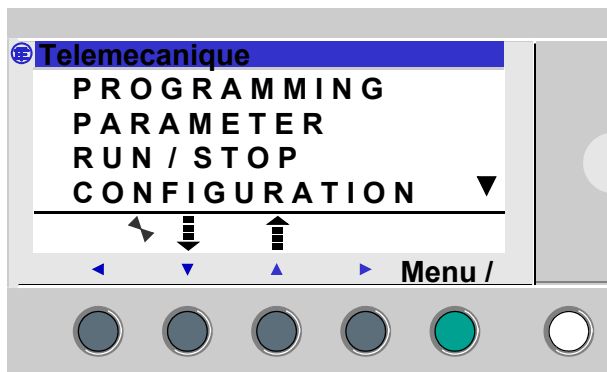 Telemecanique
PROGRAMMING
PARAMETER
RUN / STOP
CONFIGURATION
Menu /